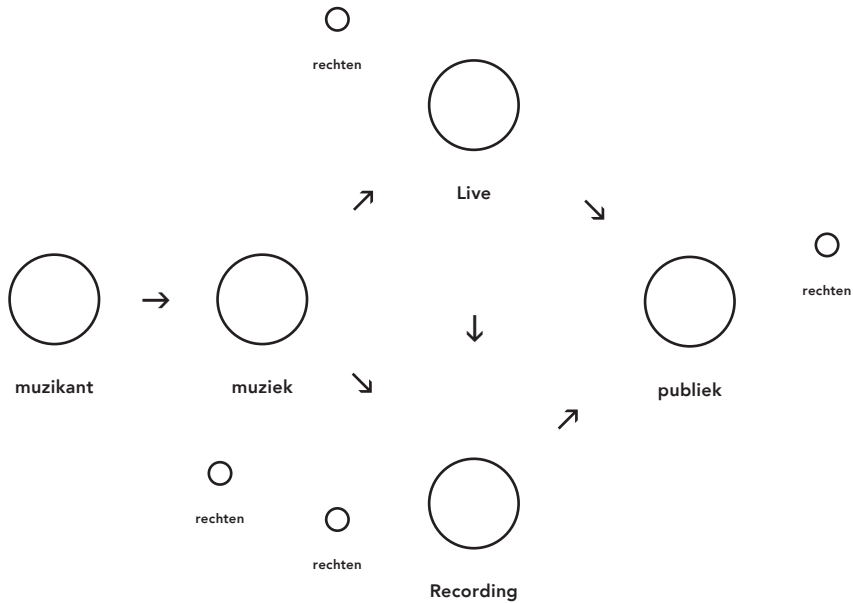 rechten
Live
rechten
muzikant
muziek
publiek
rechten
rechten
Recording